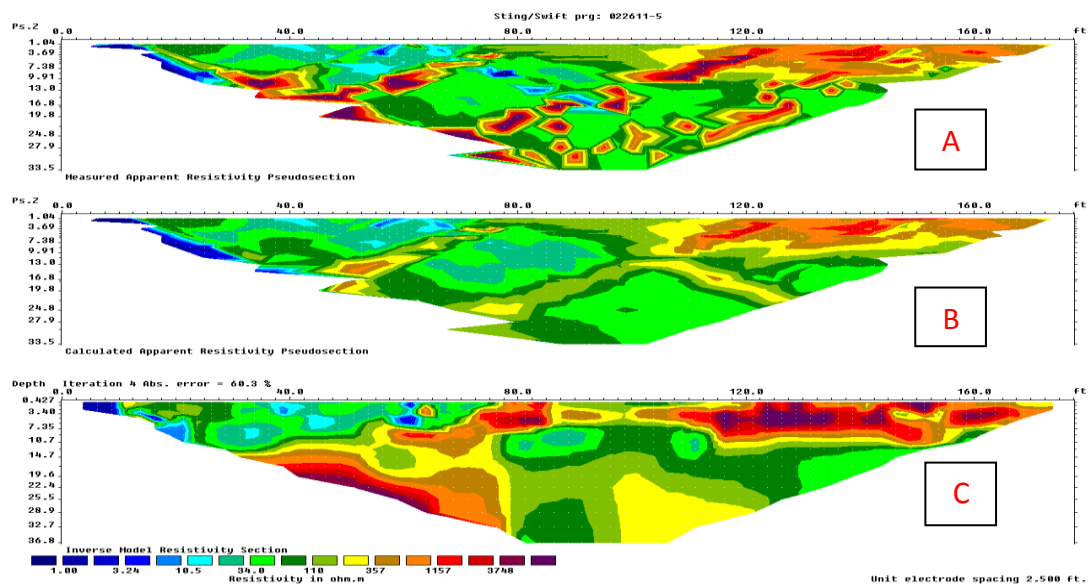 Sting/Swift prg: 022611-5
Ps.Z 0.0 40.0 80.0 120.0 160.0 ft
1.04
3.69
7.38
9.91
13.0
16.8
19.8
24.8
27.9
33.5
A
Measured Apparent Resistivity Pseudosection
Ps.Z 0.0 40.0 80.0 120.0 160.0 ft
1.04
3.69
7.38
9.91
13.0
16.8
19.8
24.8
27.9
33.5
B
Calculated Apparent Resistivity Pseudosection
Depth Iteration 4 Abs. error = 60.3 %
0.0 40.0 80.0 120.0 160.0 ft
0.427
3.40
7.35
10.7
14.7
19.6
22.4
25.5
28.9
32.7
36.8
C
Inverse Model Resistivity Section
1.00 3.24 10.5 34.0 110 357 1157 3748
Resistivity in ohm.m
Unit electrode spacing 2.500 ft.